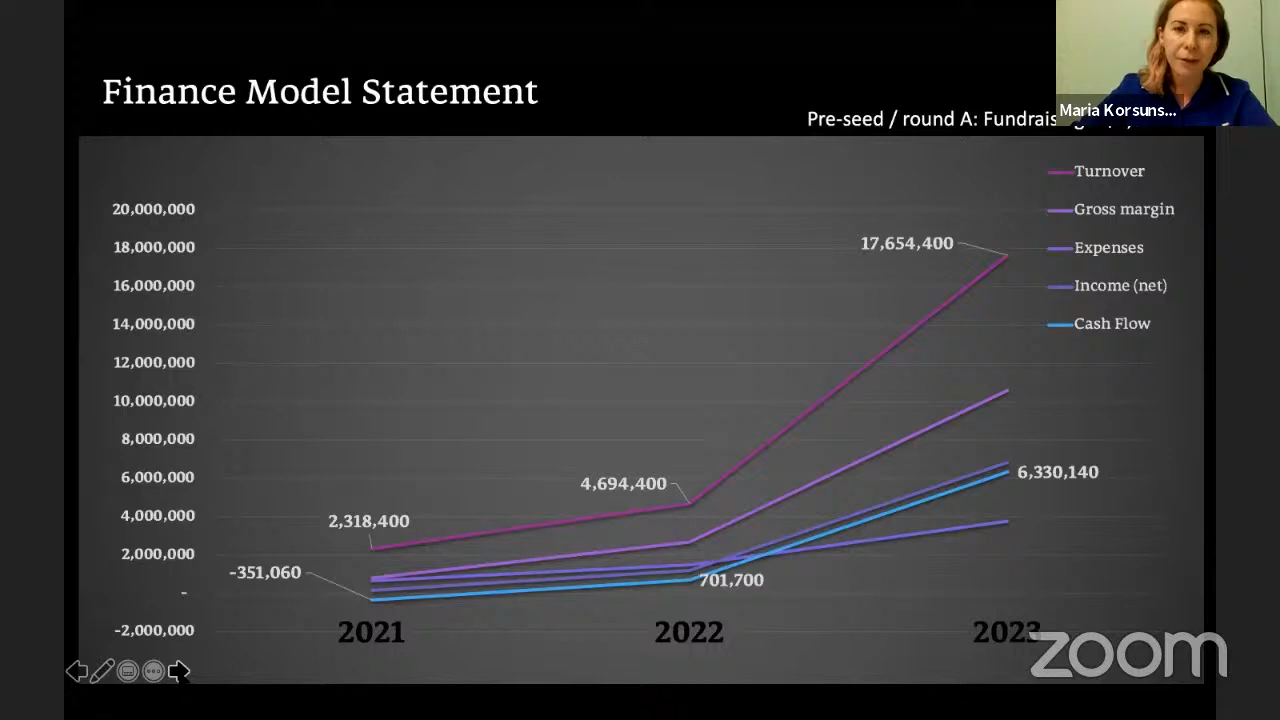 Finance Model Statement
Maria Korsuns...
Pre-seed / round A:
Turnover
Gross margin
Expenses
Income (net)
Cash Flow
20,000,000
18,000,000
16,000,000
14,000,000
12,000,000
10,000,000
8,000,000
6,000,000
4,000,000
2,000,000
-
-2,000,000
17,654,400
4,694,400
2,318,400
-351,060
701,700
6,330,140
2021
2022
2023
zoom